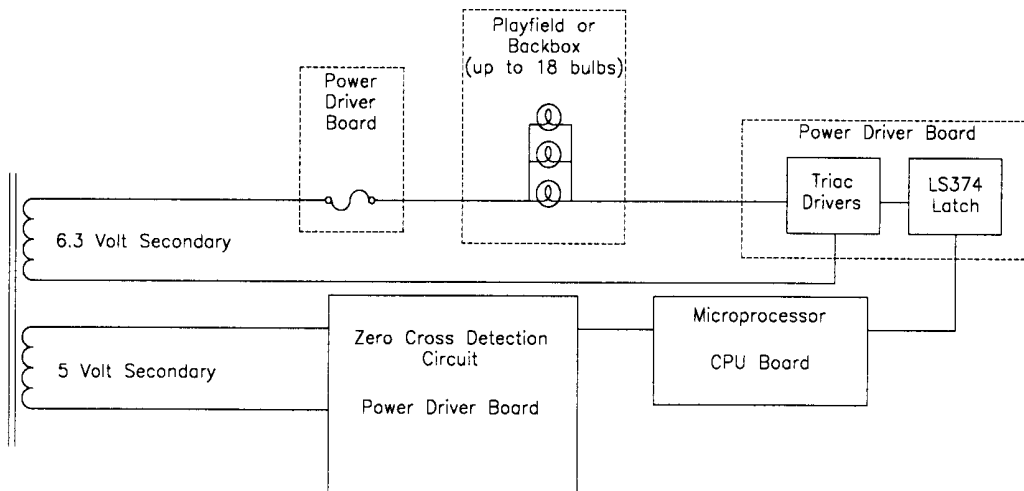 Playfield or
Backbox
(up to 18 bulbs)
Power
Driver
Board
Power Driver Board
Triac
Drivers
LS374
Latch
6.3 Volt Secondary
Microprocessor
CPU Board
Zero Cross Detection
Circuit
Power Driver Board
5 Volt Secondary